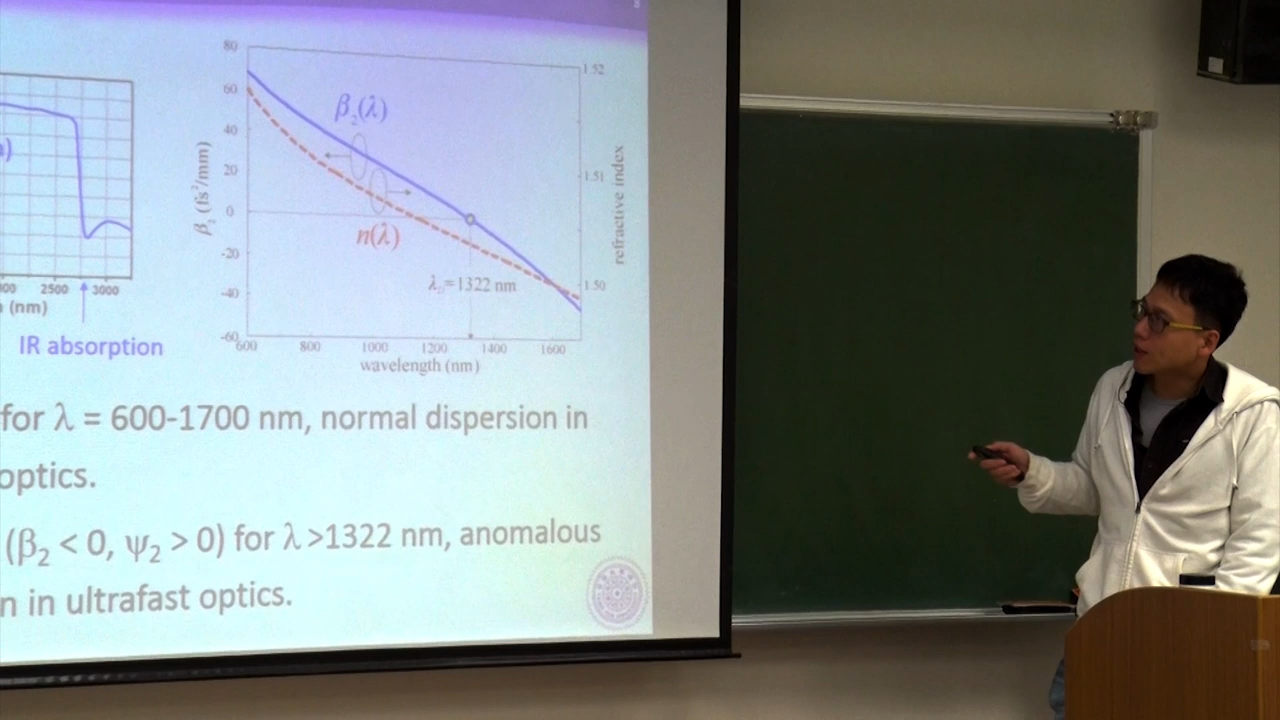 80
60
40
20
0
-20
-40
-60
β₂ (fs²/mm)
β₂(λ)
n(λ)
=1322 nm
600
800
1000
1200
1400
1600
wavelength (nm)
1.52
1.51
1.50
refractive index
2500
3000
(nm)
IR absorption
for λ = 600-1700 nm, normal dispersion in
optics.
(β₂ < 0, ψ₂ > 0) for λ >1322 nm, anomalous
in ultrafast optics.